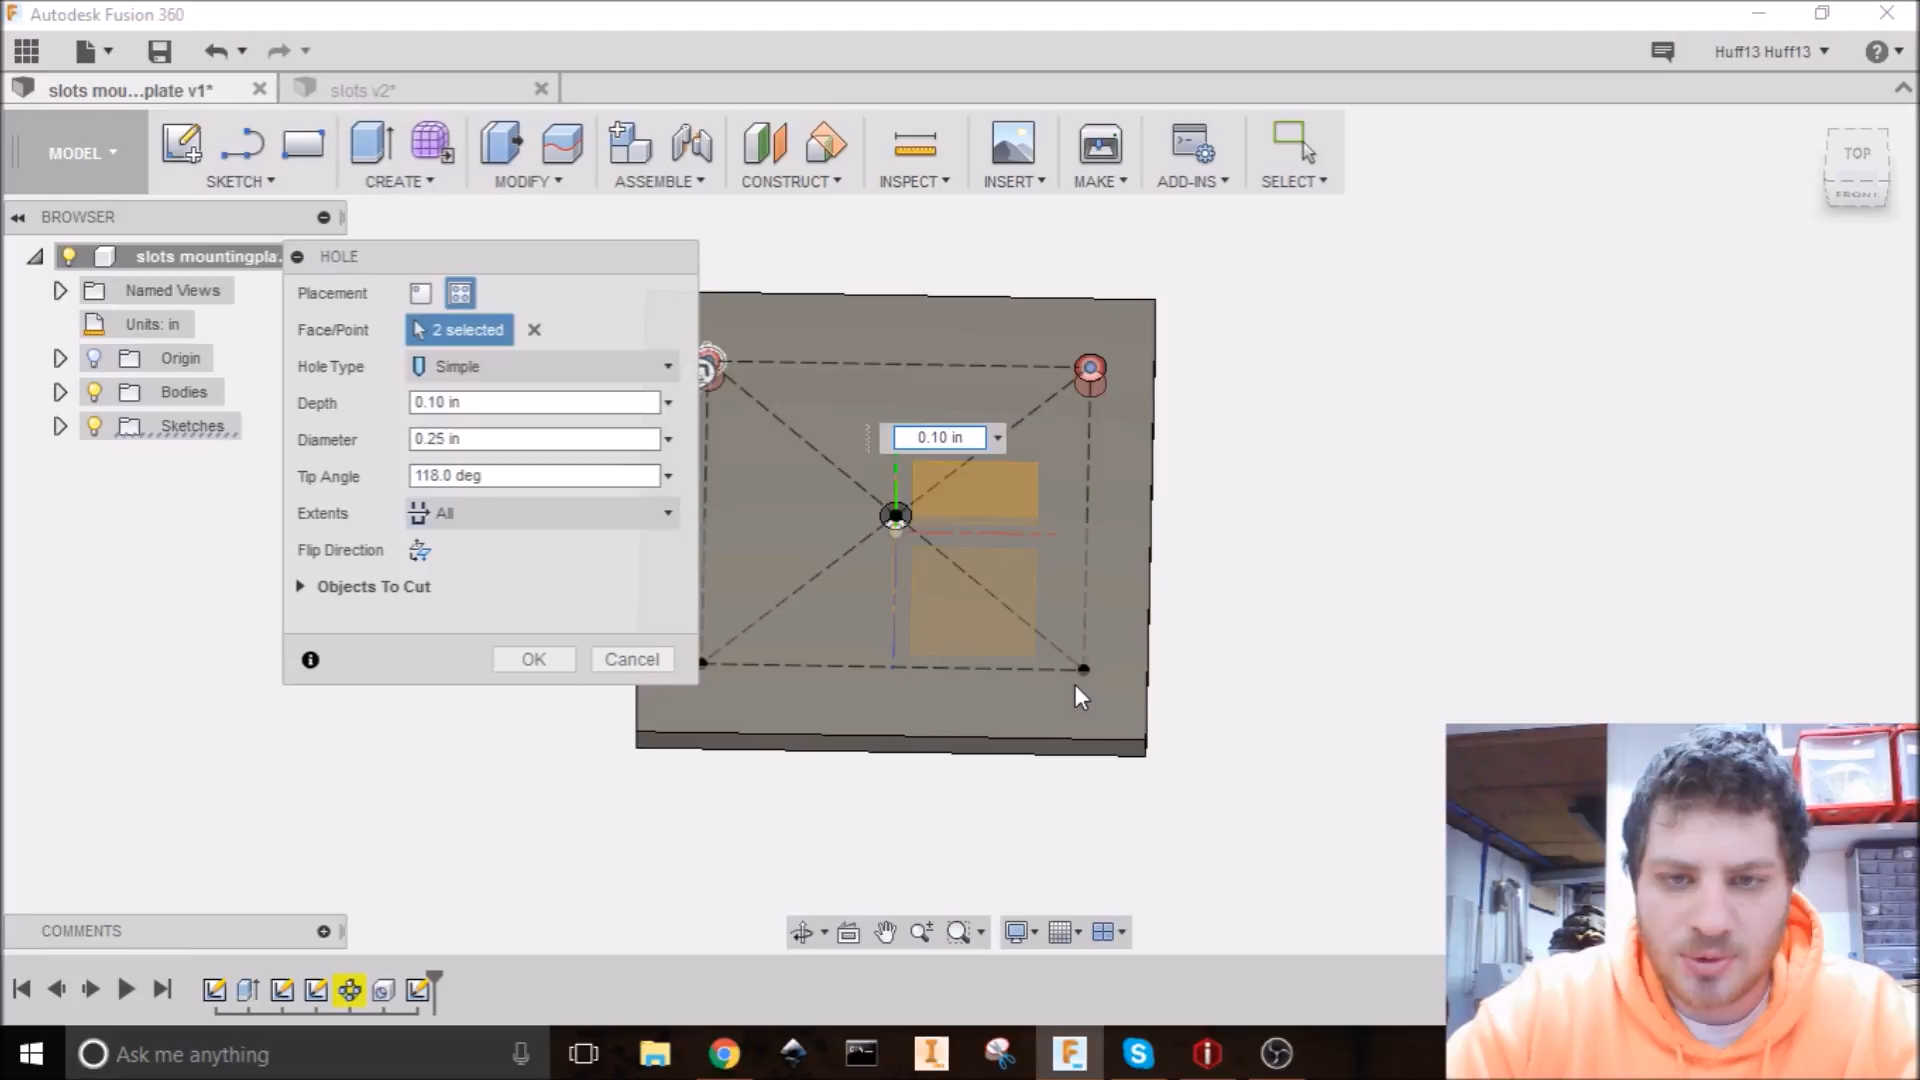 Autodesk Fusion 360
Huff13 Huff13
slots mou...plate v1*
slots v2*
MODEL
SKETCH
CREATE
MODIFY
ASSEMBLE
CONSTRUCT
INSPECT
INSERT
MAKE
ADD-INS
SELECT
TOP
FRONT
BROWSER
slots mountingpla.
Named Views
Units: in
Origin
Bodies
Sketches
HOLE
Placement
Face/Point 2 selected
Hole Type Simple
Depth 0.10 in
Diameter 0.25 in
Tip Angle 118.0 deg
Extents All
Flip Direction
Objects To Cut
OK Cancel
0.10 in
COMMENTS
Ask me anything